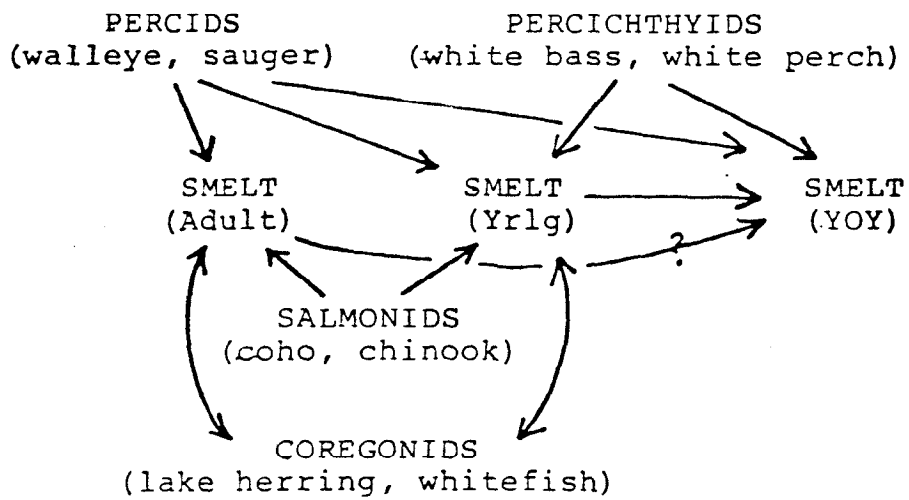 PERCIDS
(walleye, sauger)
PERCICHTHYIDS
(white bass, white perch)
SMELT
(Adult)
SMELT
(Yrlg)
SMELT
(YOY)
?
SALMONIDS
(coho, chinook)
COREGONIDS
(lake herring, whitefish)